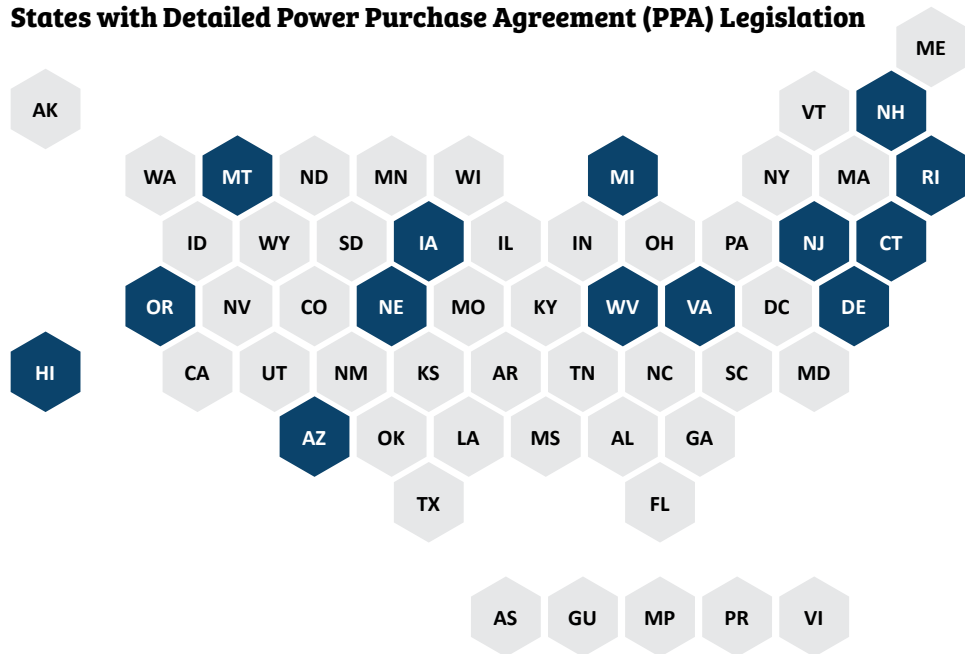 States with Detailed Power Purchase Agreement (PPA) Legislation
ME
AK VT NH
WA MT ND MN WI MI NY MA RI
ID WY SD IA IL IN OH PA NJ CT
OR NV CO NE MO KY WV VA DC DE
HI CA UT NM KS AR TN NC SC MD
AZ OK LA MS AL GA
TX FL
AS GU MP PR VI